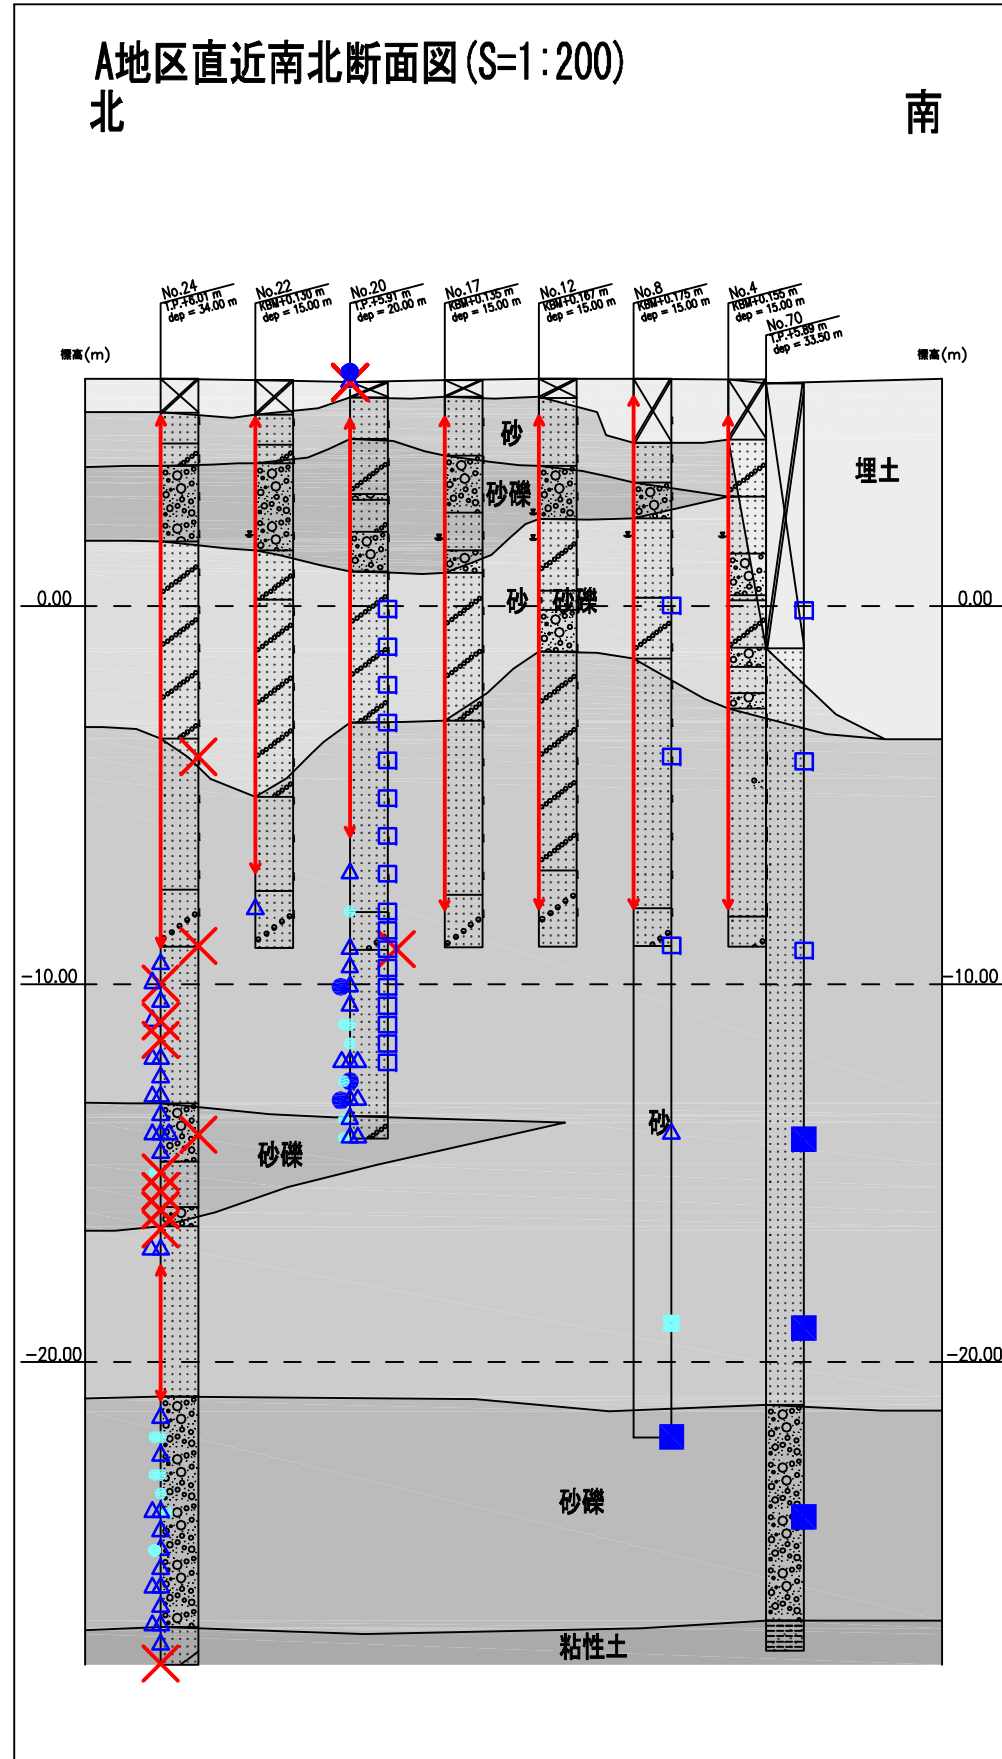 A地区直近南北断面図(S=1:200)
北 南
No.24
T.P.+6.01 m
dep = 34.00 m
No.22
KBM+0.130 m
dep = 15.00 m
No.20
T.P.+5.91 m
dep = 20.00 m
No.17
KBM+0.135 m
dep = 15.00 m
No.12
KBM+0.167 m
dep = 15.00 m
No.8
KBM+0.175 m
dep = 15.00 m
No.4
KBM+0.155 m
dep = 15.00 m
No.70
T.P.+5.89 m
dep = 33.50 m
標高(m) 標高(m)
砂
埋土
砂礫
0.00 砂 砂礫 0.00
-10.00 -10.00
砂
砂礫
-20.00 -20.00
砂礫
粘性土